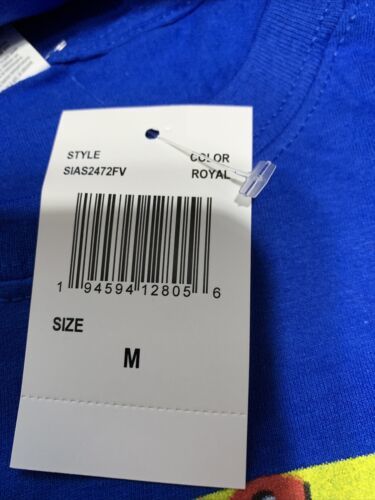 STYLE COLOR
SIAS2472FV ROYAL
1 94594 12805 6
SIZE
M